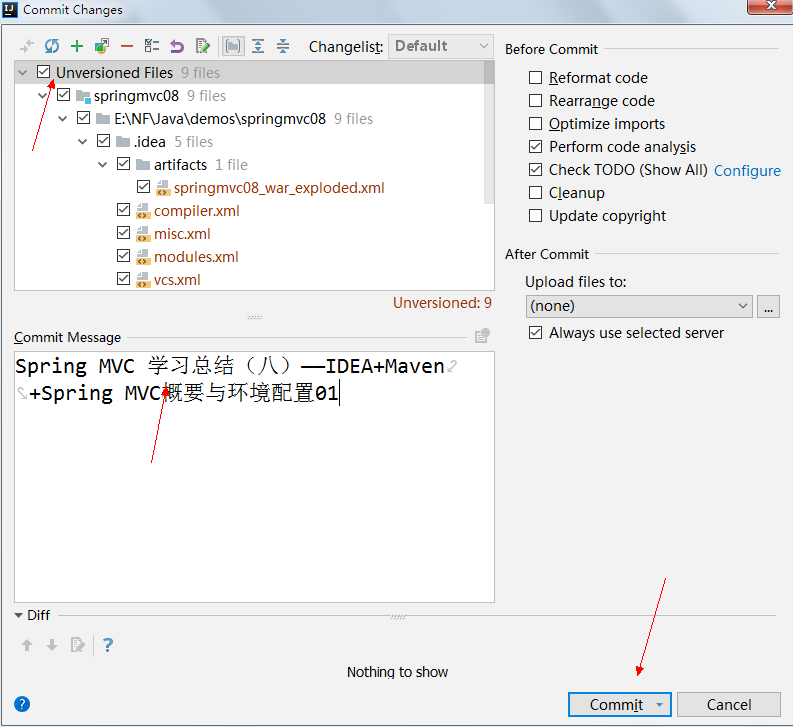 Commit Changes
Changelist: Default
Unversioned Files 9 files
springmvc08 9 files
E:\NF\Java\demos\springmvc08 9 files
.idea 5 files
artifacts 1 file
springmvc08_war_exploded.xml
compiler.xml
misc.xml
modules.xml
vcs.xml
Unversioned: 9
Commit Message
Spring MVC 学习总结（八）——IDEA+Maven
+Spring MVC概要与环境配置01
Before Commit
Reformat code
Rearrange code
Optimize imports
Perform code analysis
Check TODO (Show All) Configure
Cleanup
Update copyright
After Commit
Upload files to:
(none) ...
Always use selected server
Diff
?
Nothing to show
? Commit Cancel